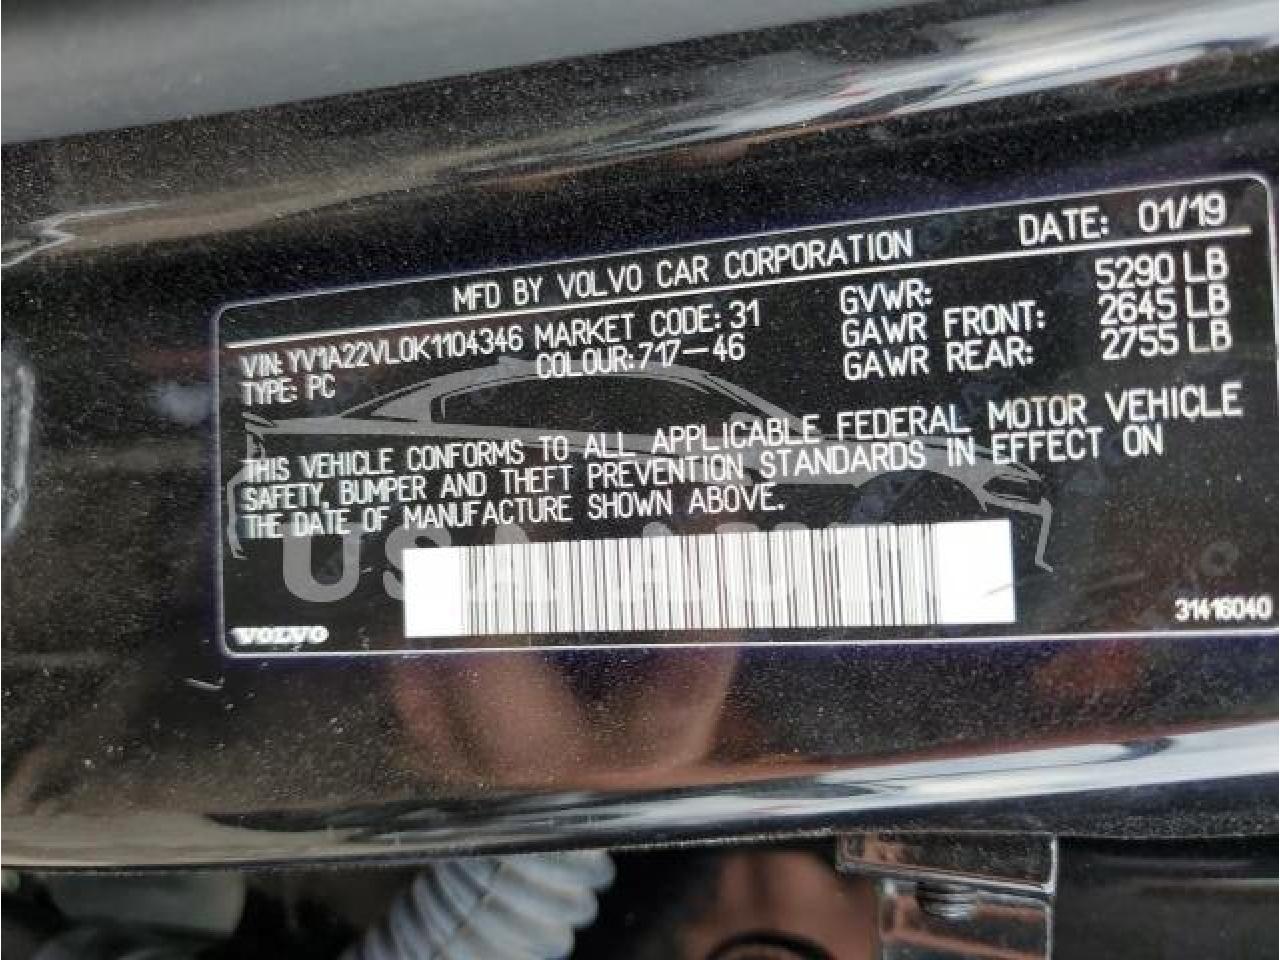 MFD BY VOLVO CAR CORPORATION DATE: 01/19
VIN: YV1A22VL0K1104346 MARKET CODE: 31 GVWR: 5290 LB
TYPE: PC COLOUR: 717-46 GAWR FRONT: 2645 LB
GAWR REAR: 2755 LB
THIS VEHICLE CONFORMS TO ALL APPLICABLE FEDERAL MOTOR VEHICLE
SAFETY, BUMPER AND THEFT PREVENTION STANDARDS IN EFFECT ON
THE DATE OF MANUFACTURE SHOWN ABOVE.
USA
VOLVO
31416040